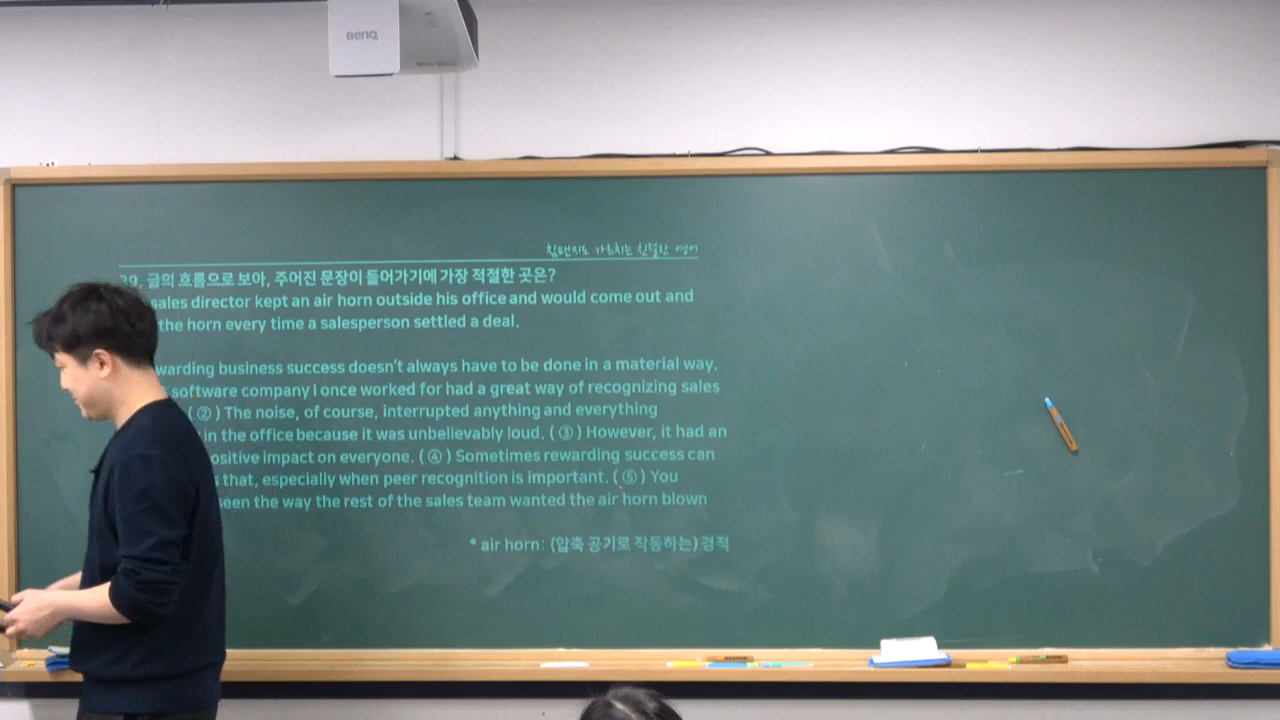 BenQ
침팬지도 가르치는 친절한 영어
39. 글의 흐름으로 보아, 주어진 문장이 들어가기에 가장 적절한 곳은?
sales director kept an air horn outside his office and would come out and
the horn every time a salesperson settled a deal.
warding business success doesn't always have to be done in a material way.
software company I once worked for had a great way of recognizing sales
( ② ) The noise, of course, interrupted anything and everything
in the office because it was unbelievably loud. ( ③ ) However, it had an
ositive impact on everyone. ( ④ ) Sometimes rewarding success can
that, especially when peer recognition is important. ( ⑤ ) You
seen the way the rest of the sales team wanted the air horn blown
* air horn: (압축 공기로 작동하는) 경적